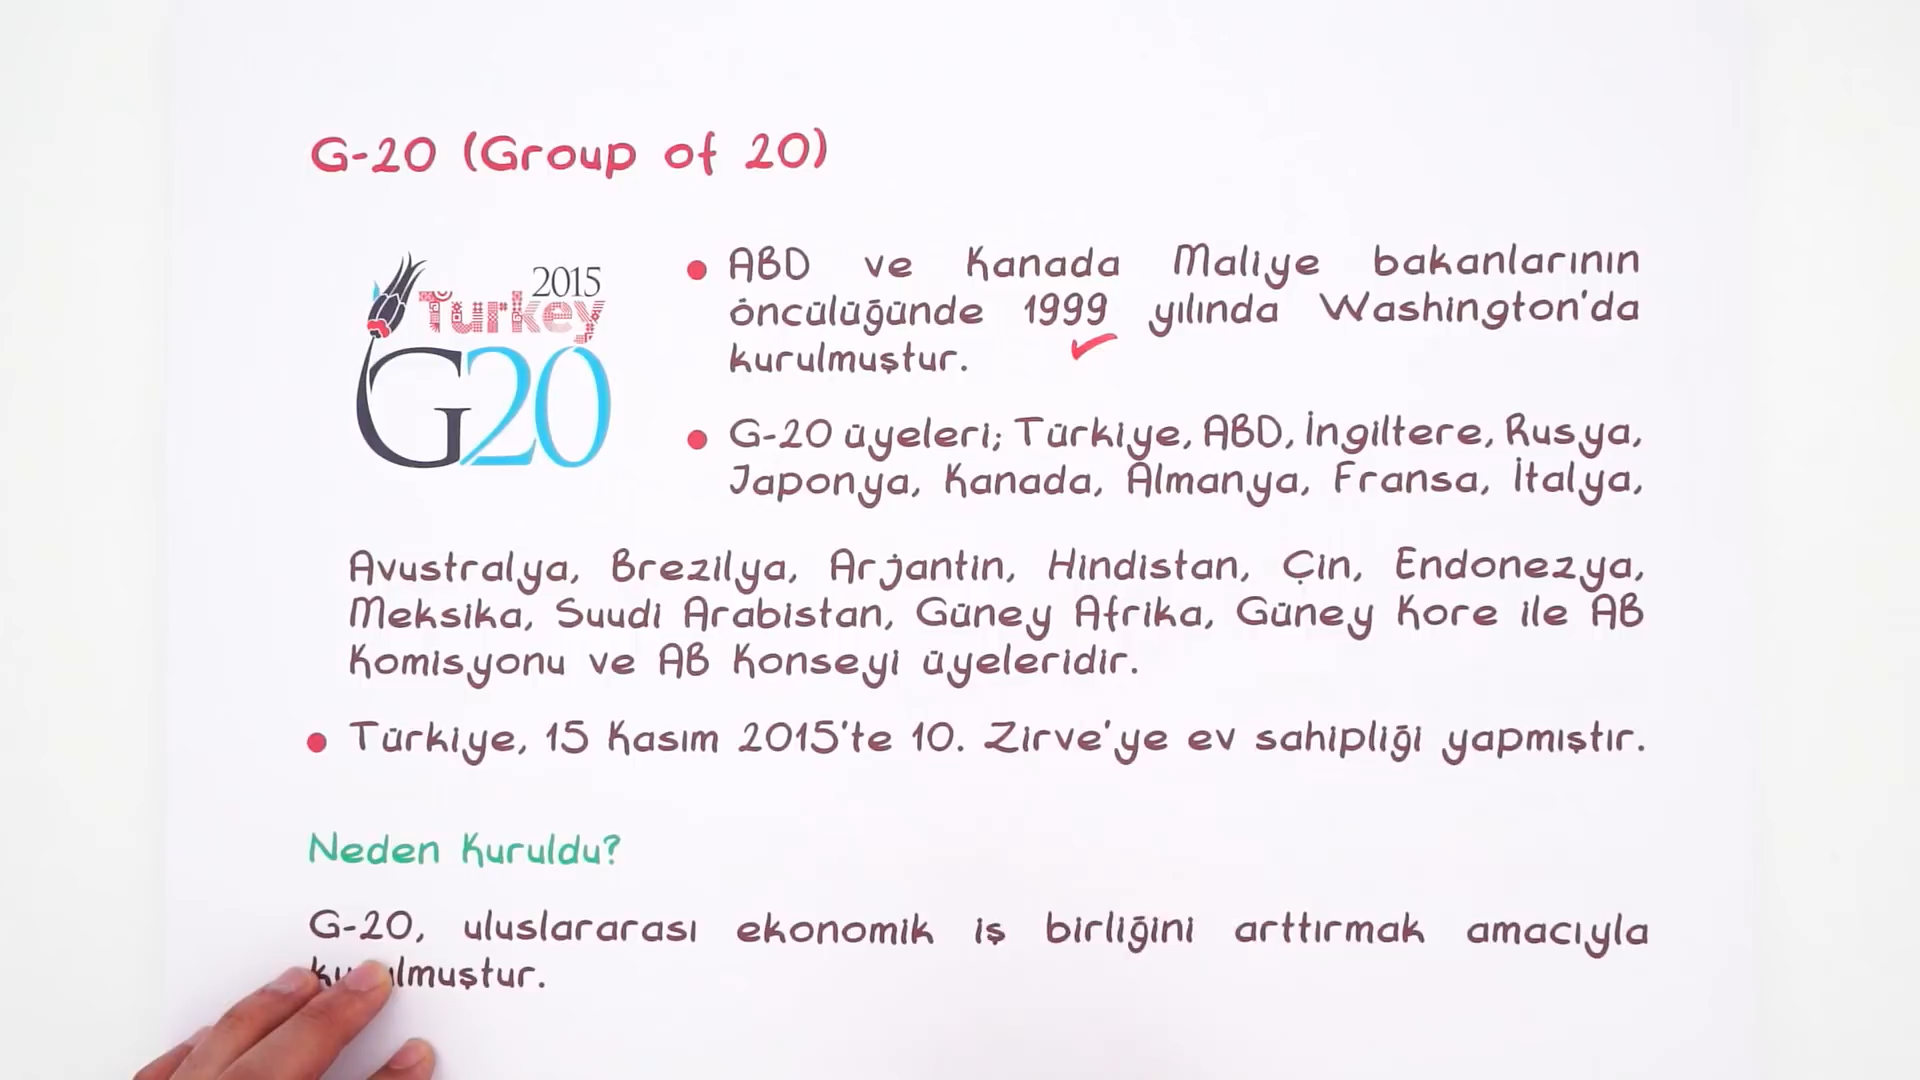 G-20 (Group of 20)
2015
Turkey
G20
• ABD ve Kanada Maliye bakanlarının
öncülüğünde 1999 yılında Washington'da
kurulmuştur.
• G-20 üyeleri; Türkiye, ABD, İngiltere, Rusya,
Japonya, Kanada, Almanya, Fransa, İtalya,
Avustralya, Brezilya, Arjantin, Hindistan, Çin, Endonezya,
Meksika, Suudi Arabistan, Güney Afrika, Güney Kore ile AB
Komisyonu ve AB Konseyi üyeleridir.
• Türkiye, 15 Kasım 2015'te 10. Zirve'ye ev sahipliği yapmıştır.
Neden Kuruldu?
G-20, uluslararası ekonomik iş birliğini arttırmak amacıyla